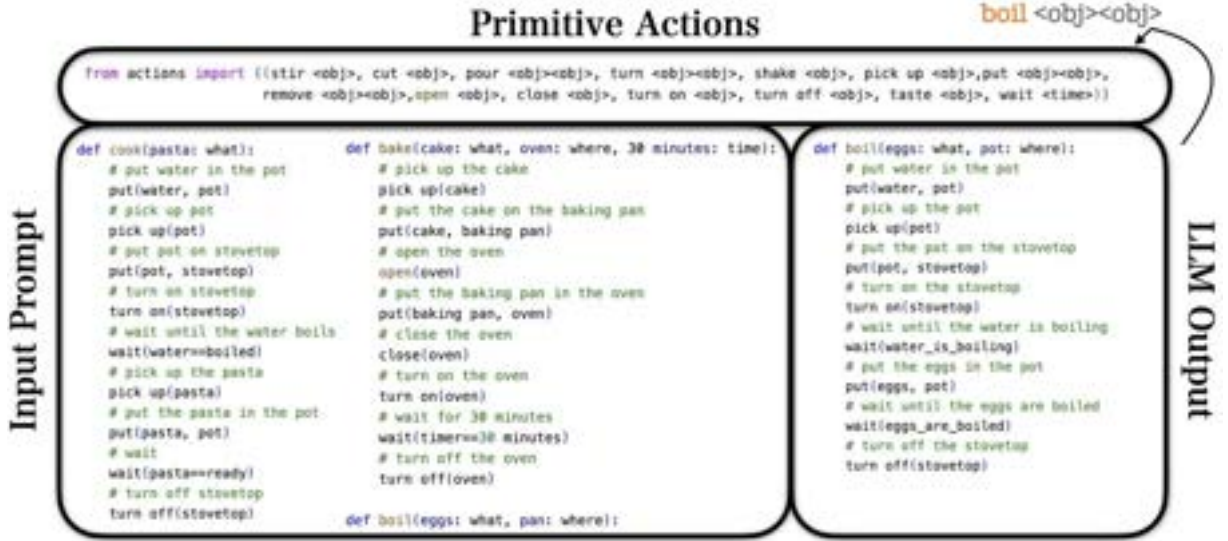 Primitive Actions
boil <obj><obj>
from actions import ((stir <obj>, cut <obj>, pour <obj><obj>, turn <obj><obj>, shake <obj>, pick up <obj>,put <obj><obj>,
remove <obj><obj>,open <obj>, close <obj>, turn on <obj>, turn off <obj>, taste <obj>, wait <time>))
Input Prompt
def cook(pasta: what):
# put water in the pot
put(water, pot)
# pick up pot
pick up(pot)
# put pot on stovetop
put(pot, stovetop)
# turn on stovetop
turn on(stovetop)
# wait until the water boils
wait(water==boiled)
# pick up the pasta
pick up(pasta)
# put the pasta in the pot
put(pasta, pot)
# wait
wait(pasta==ready)
# turn off stovetop
turn off(stovetop)
def bake(cake: what, oven: where, 30 minutes: time):
# pick up the cake
pick up(cake)
# put the cake on the baking pan
put(cake, baking pan)
# open the oven
open(oven)
# put the baking pan in the oven
put(baking pan, oven)
# close the oven
close(oven)
# turn on the oven
turn on(oven)
# wait for 30 minutes
wait(timer==30 minutes)
# turn off the oven
turn off(oven)
def boil(eggs: what, pan: where):
def boil(eggs: what, pot: where):
# put water in the pot
put(water, pot)
# pick up the pot
pick up(pot)
# put the pot on the stovetop
put(pot, stovetop)
# turn on the stovetop
turn on(stovetop)
# wait until the water is boiling
wait(water_is_boiling)
# put the eggs in the pot
put(eggs, pot)
# wait until the eggs are boiled
wait(eggs_are_boiled)
# turn off the stovetop
turn off(stovetop)
LLM Output